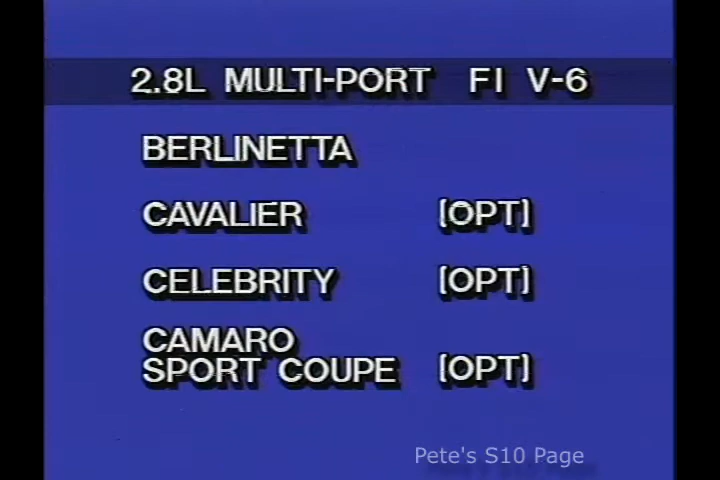 2.8L MULTI-PORT FI V-6
BERLINETTA
CAVALIER [OPT]
CELEBRITY [OPT]
CAMARO
SPORT COUPE [OPT]
Pete's S10 Page